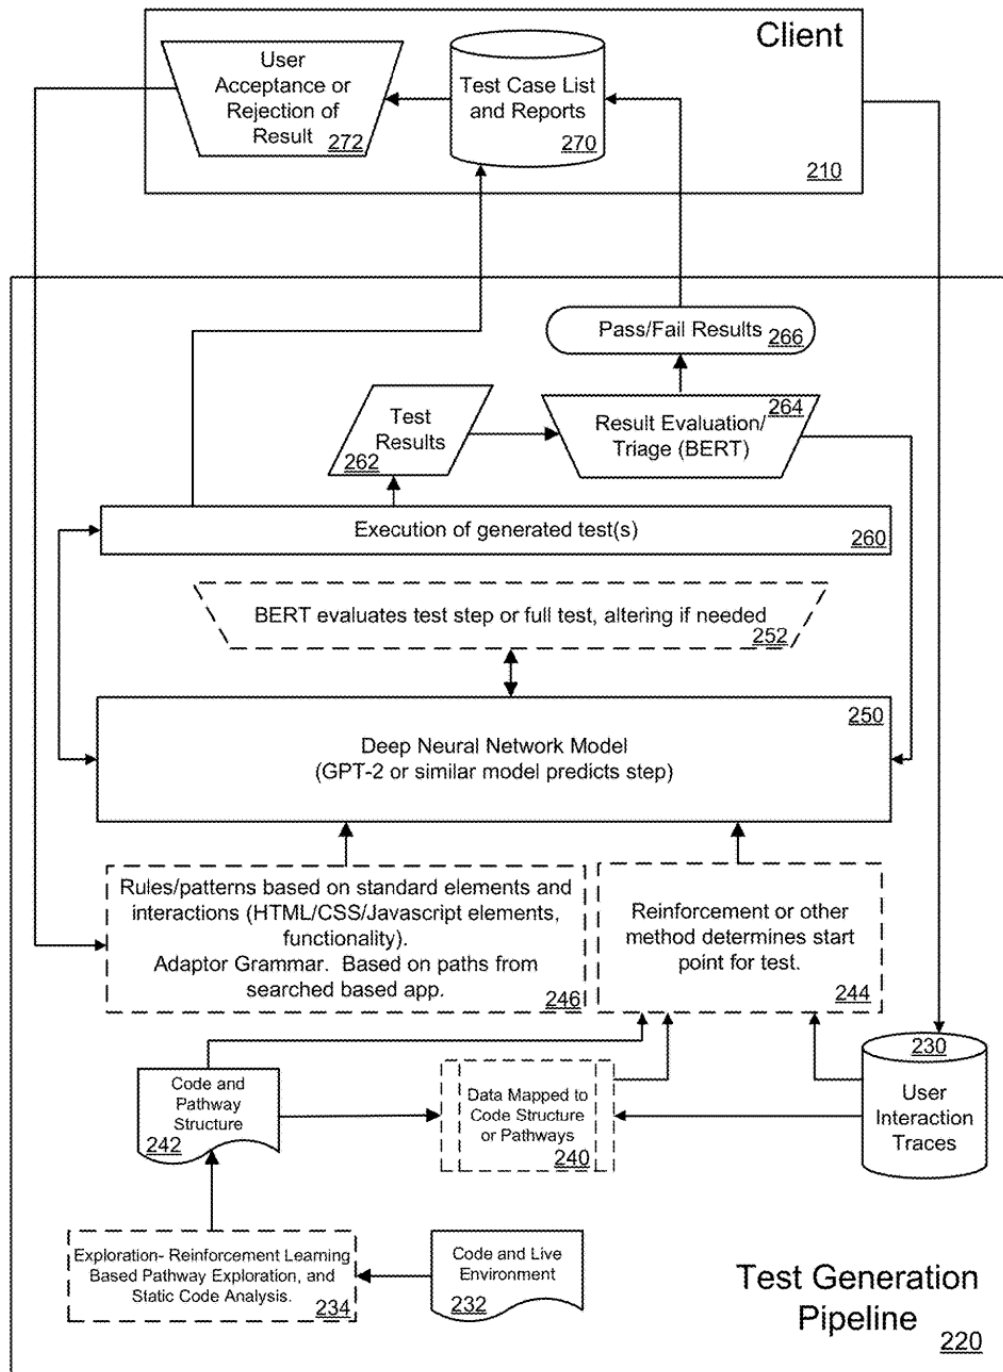 Client
User
Acceptance or
Rejection of
Result
272
Test Case List
and Reports
270
210
Pass/Fail Results
266
Test
Results
262
264
Result Evaluation/
Triage (BERT)
Execution of generated test(s)
260
BERT evaluates test step or full test, altering if needed
252
250
Deep Neural Network Model
(GPT-2 or similar model predicts step)
Rules/patterns based on standard elements and
interactions (HTML/CSS/Javascript elements,
functionality).
Adaptor Grammar. Based on paths from
searched based app.
246
Reinforcement or other
method determines start
point for test.
244
230
User
Interaction
Traces
Code and
Pathway
Structure
242
Data Mapped to
Code Structure
or Pathways
240
Exploration- Reinforcement Learning
Based Pathway Exploration, and
Static Code Analysis.
234
Code and Live
Environment
232
Test Generation
Pipeline
220